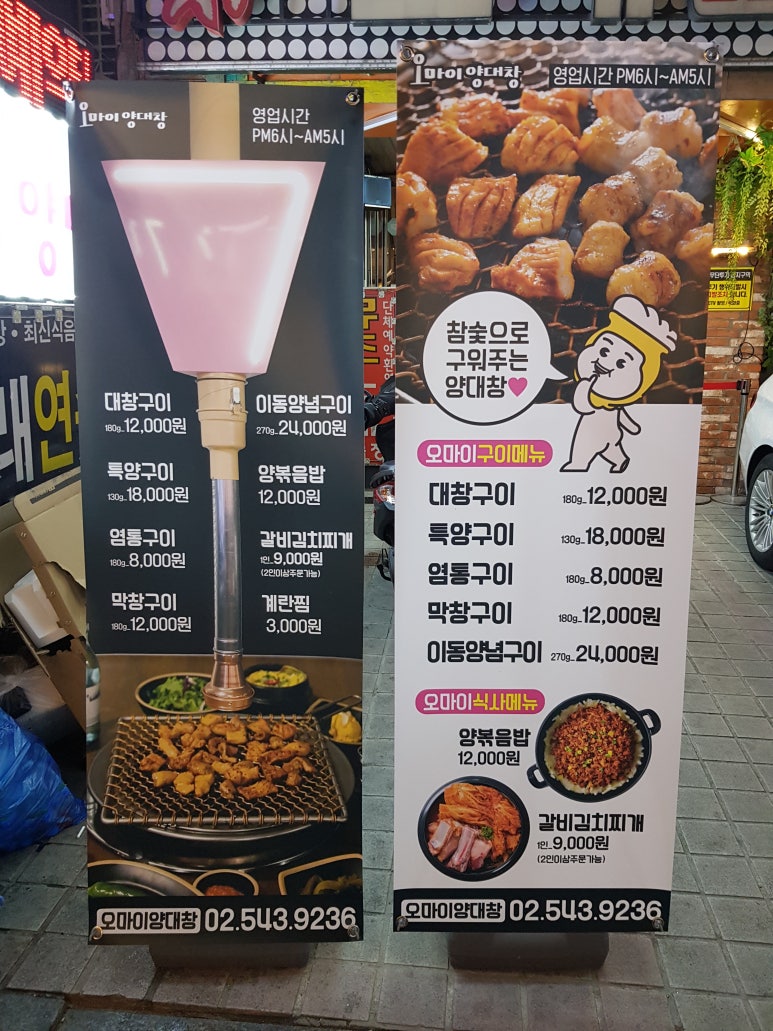 오마이양대창
영업시간
PM6시~AM5시
대창구이
180g_12,000원
특양구이
130g_18,000원
염통구이
180g_8,000원
막창구이
180g_12,000원
이동양념구이
270g_24,000원
양볶음밥
12,000원
갈비김치찌개
1인_9,000원
(2인이상주문가능)
계란찜
3,000원
오마이양대창 02.543.9236
오마이양대창
영업시간 PM6시~AM5시
참숯으로
구워주는
양대창♥
오마이구이메뉴
대창구이 180g_12,000원
특양구이 130g_18,000원
염통구이 180g_8,000원
막창구이 180g_12,000원
이동양념구이 270g_24,000원
오마이식사메뉴
양볶음밥
12,000원
갈비김치찌개
1인_9,000원
(2인이상주문가능)
오마이양대창 02.543.9236
최신식
단체예약환영